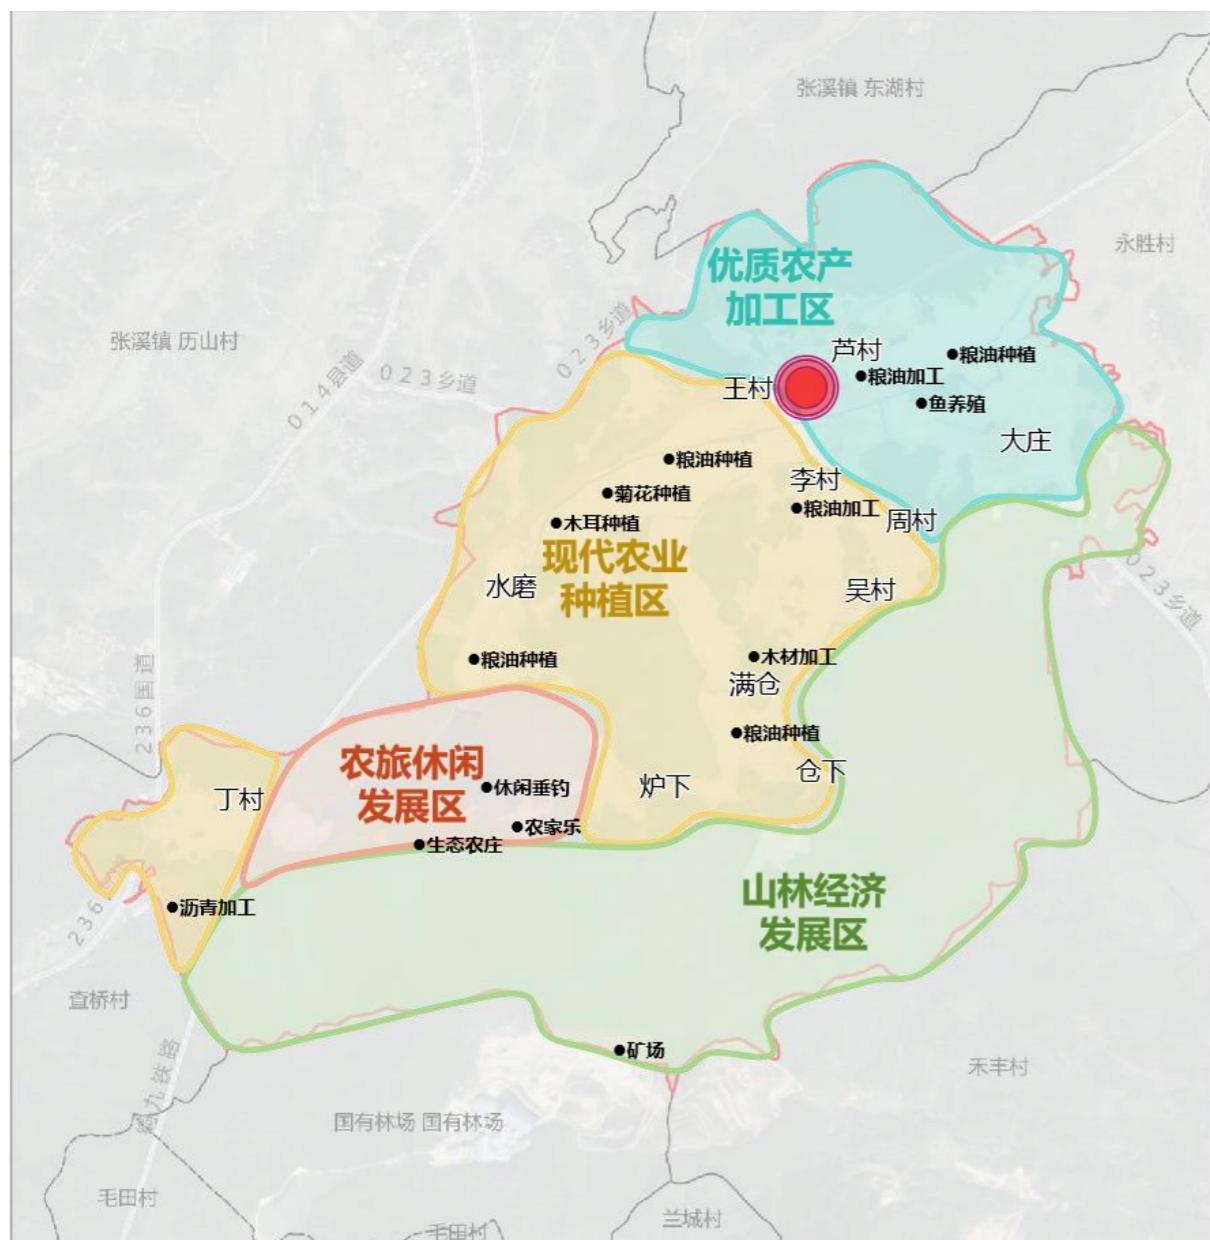 张溪镇 东湖村
永胜村
优质农产
加工区
张溪镇 历山村
023乡道
014县道
023乡道
芦村
粮油种植
粮油加工
王村
鱼养殖
大庄
粮油种植
李村
菊花种植
粮油加工
周村
木耳种植
现代农业
种植区
水磨
吴村
023乡道
粮油种植
木材加工
满仓
236国道
粮油种植
农旅休闲
发展区
休闲垂钓
仓下
炉下
丁村
农家乐
生态农庄
山林经济
发展区
沥青加工
236
查桥村
矿场
禾丰村
九铁路
国有林场 国有林场
毛田村
毛田村
兰城村